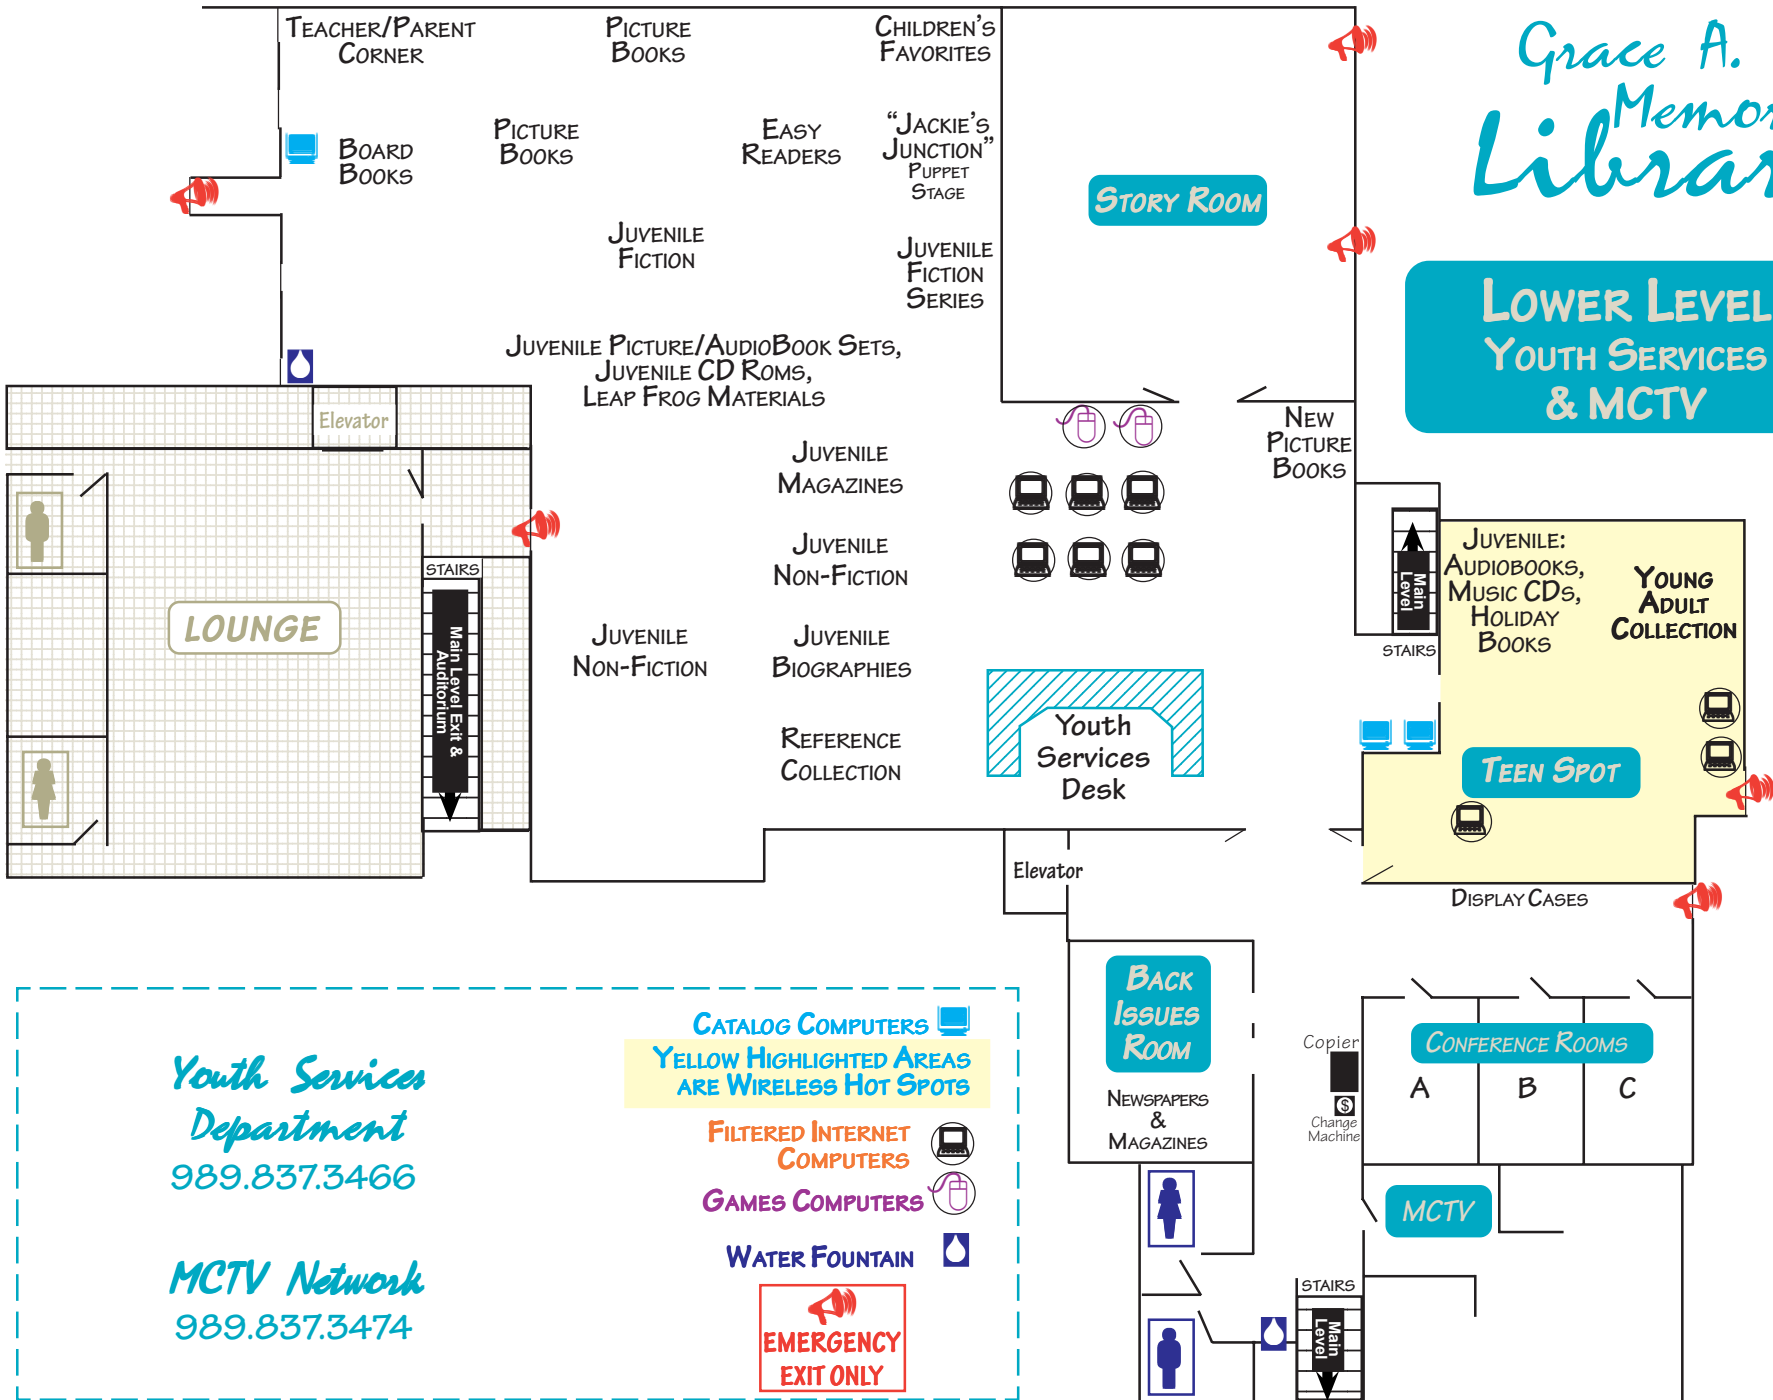 Grace A.
Library
LOWER LEVEL
YOUTH SERVICES
& MCTV
TEACHER/PARENT
CORNER
PICTURE
BOOKS
CHILDREN'S
FAVORITES
BOARD
BOOKS
PICTURE
BOOKS
EASY
READERS
"JACKIE'S
JUNCTION"
PUPPET
STAGE
STORY ROOM
JUVENILE
FICTION
JUVENILE
FICTION
SERIES
JUVENILE PICTURE/AUDIOBOOK SETS,
JUVENILE CD ROMS,
LEAP FROG MATERIALS
Elevator
JUVENILE
MAGAZINES
NEW
PICTURE
BOOKS
JUVENILE
NON-FICTION
STAIRS
Main Level Exit &
Auditorium
LOUNGE
JUVENILE
NON-FICTION
JUVENILE
BIOGRAPHIES
REFERENCE
COLLECTION
Youth
Services
Desk
Main
Level
STAIRS
JUVENILE:
AUDIOBOOKS,
MUSIC CDS,
HOLIDAY
BOOKS
YOUNG
ADULT
COLLECTION
TEEN SPOT
Elevator
DISPLAY CASES
BACK
ISSUES
ROOM
NEWSPAPERS
&
MAGAZINES
Copier
$
Change
Machine
CONFERENCE ROOMS
A
B
C
MCTV
STAIRS
Main
Level
Youth Services
Department
989.837.3466
MCTV Network
989.837.3474
CATALOG COMPUTERS
YELLOW HIGHLIGHTED AREAS
ARE WIRELESS HOT SPOTS
FILTERED INTERNET
COMPUTERS
GAMES COMPUTERS
WATER FOUNTAIN
EMERGENCY
EXIT ONLY